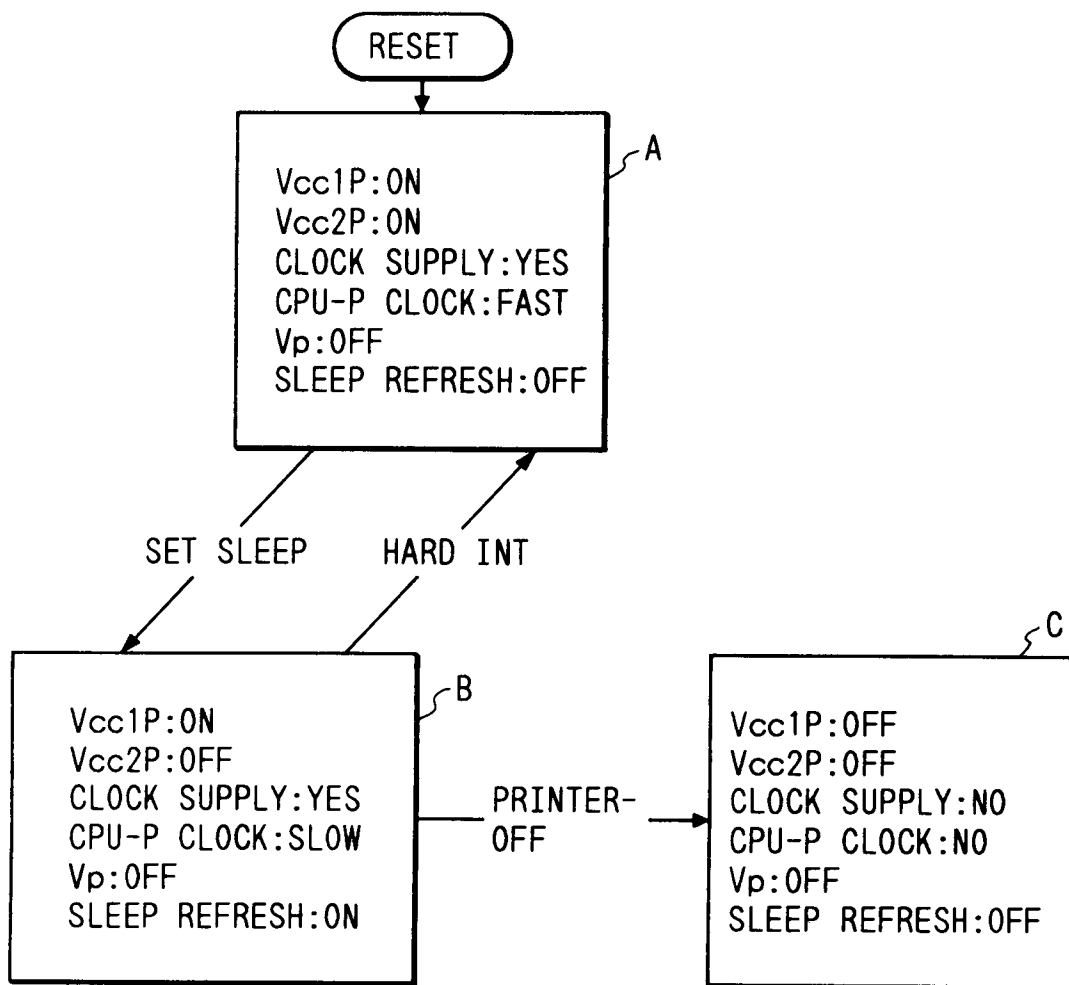 RESET
A
Vcc1P:ON
Vcc2P:ON
CLOCK SUPPLY:YES
CPU-P CLOCK:FAST
Vp:OFF
SLEEP REFRESH:OFF
SET SLEEP
HARD INT
B
Vcc1P:ON
Vcc2P:OFF
CLOCK SUPPLY:YES
CPU-P CLOCK:SLOW
Vp:OFF
SLEEP REFRESH:ON
PRINTER-
OFF
C
Vcc1P:OFF
Vcc2P:OFF
CLOCK SUPPLY:NO
CPU-P CLOCK:NO
Vp:OFF
SLEEP REFRESH:OFF